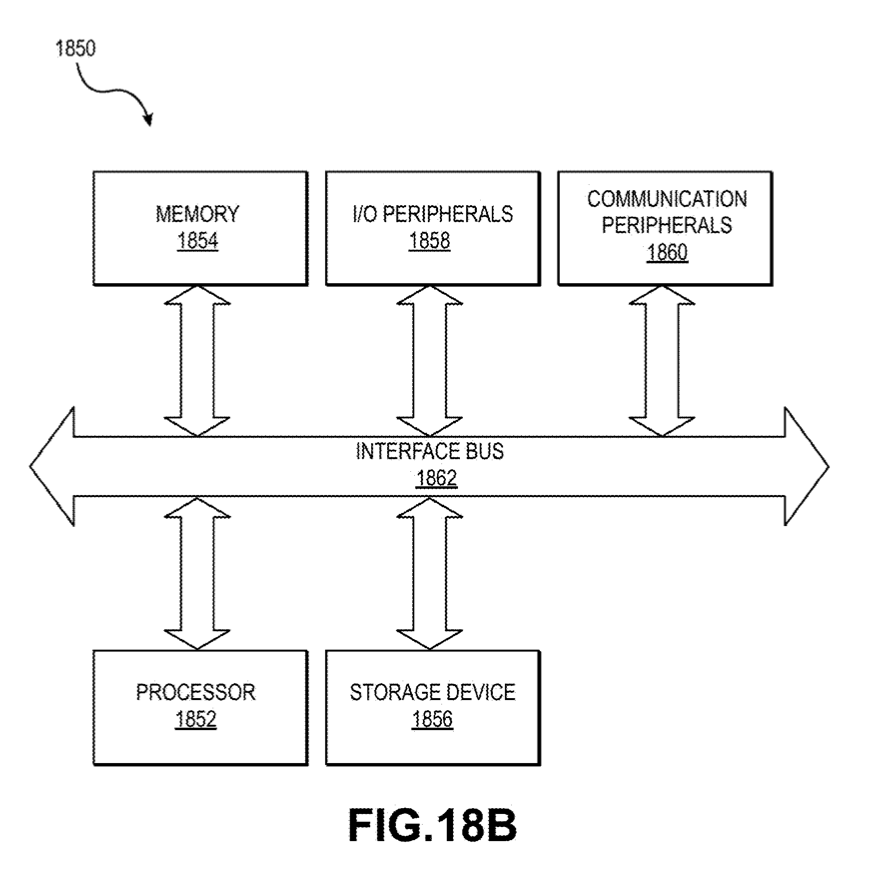 1850
MEMORY
1854
I/O PERIPHERALS
1858
COMMUNICATION
PERIPHERALS
1860
INTERFACE BUS
1862
PROCESSOR
1852
STORAGE DEVICE
1856
FIG.18B